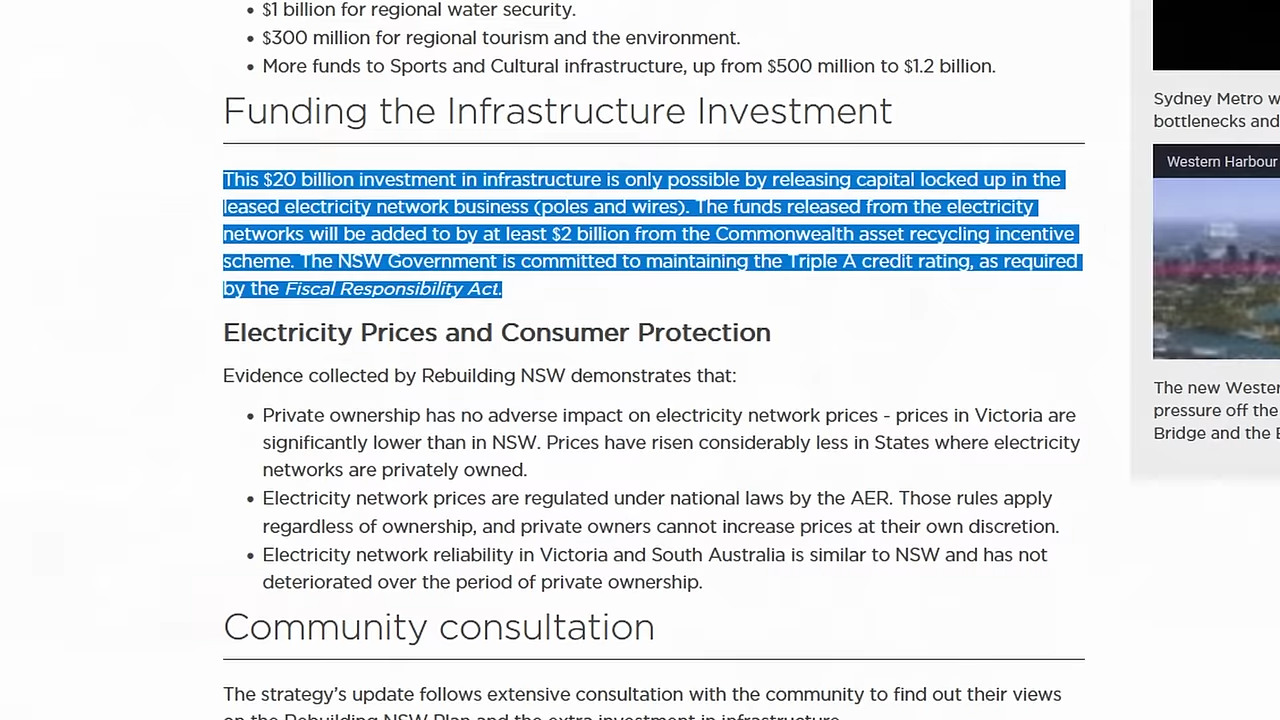 $1 billion for regional water security.
$300 million for regional tourism and the environment.
More funds to Sports and Cultural infrastructure, up from $500 million to $1.2 billion.
Funding the Infrastructure Investment
This $20 billion investment in infrastructure is only possible by releasing capital locked up in the
leased electricity network business (poles and wires). The funds released from the electricity
networks will be added to by at least $2 billion from the Commonwealth asset recycling incentive
scheme. The NSW Government is committed to maintaining the Triple A credit rating, as required
by the Fiscal Responsibility Act.
Electricity Prices and Consumer Protection
Evidence collected by Rebuilding NSW demonstrates that:
Private ownership has no adverse impact on electricity network prices - prices in Victoria are
significantly lower than in NSW. Prices have risen considerably less in States where electricity
networks are privately owned.
Electricity network prices are regulated under national laws by the AER. Those rules apply
regardless of ownership, and private owners cannot increase prices at their own discretion.
Electricity network reliability in Victoria and South Australia is similar to NSW and has not
deteriorated over the period of private ownership.
Community consultation
The strategy's update follows extensive consultation with the community to find out their views
on the Rebuilding NSW Plan and the extra investment in infrastructure.
Sydney Metro
bottlenecks and
Western Harbour
The new
pressure off the
Bridge and the